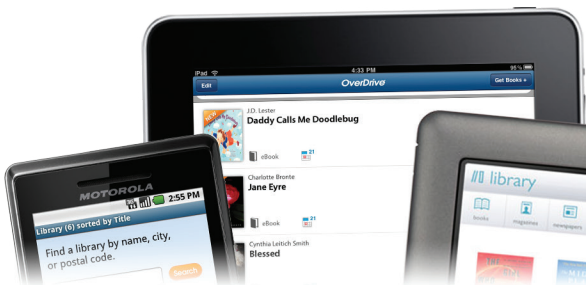 iPad
4:33 PM
95%
Edit
OverDrive
Get Books +
J.D. Lester
Daddy Calls Me Doodlebug
eBook
21
Charlotte Bronte
Jane Eyre
eBook
21
Cynthia Leitich Smith
Blessed
MOTOROLA
2:55 PM
Library (6) sorted by Title
Find a library by name, city,
or postal code.
Search
library
books
magazines
newspapers